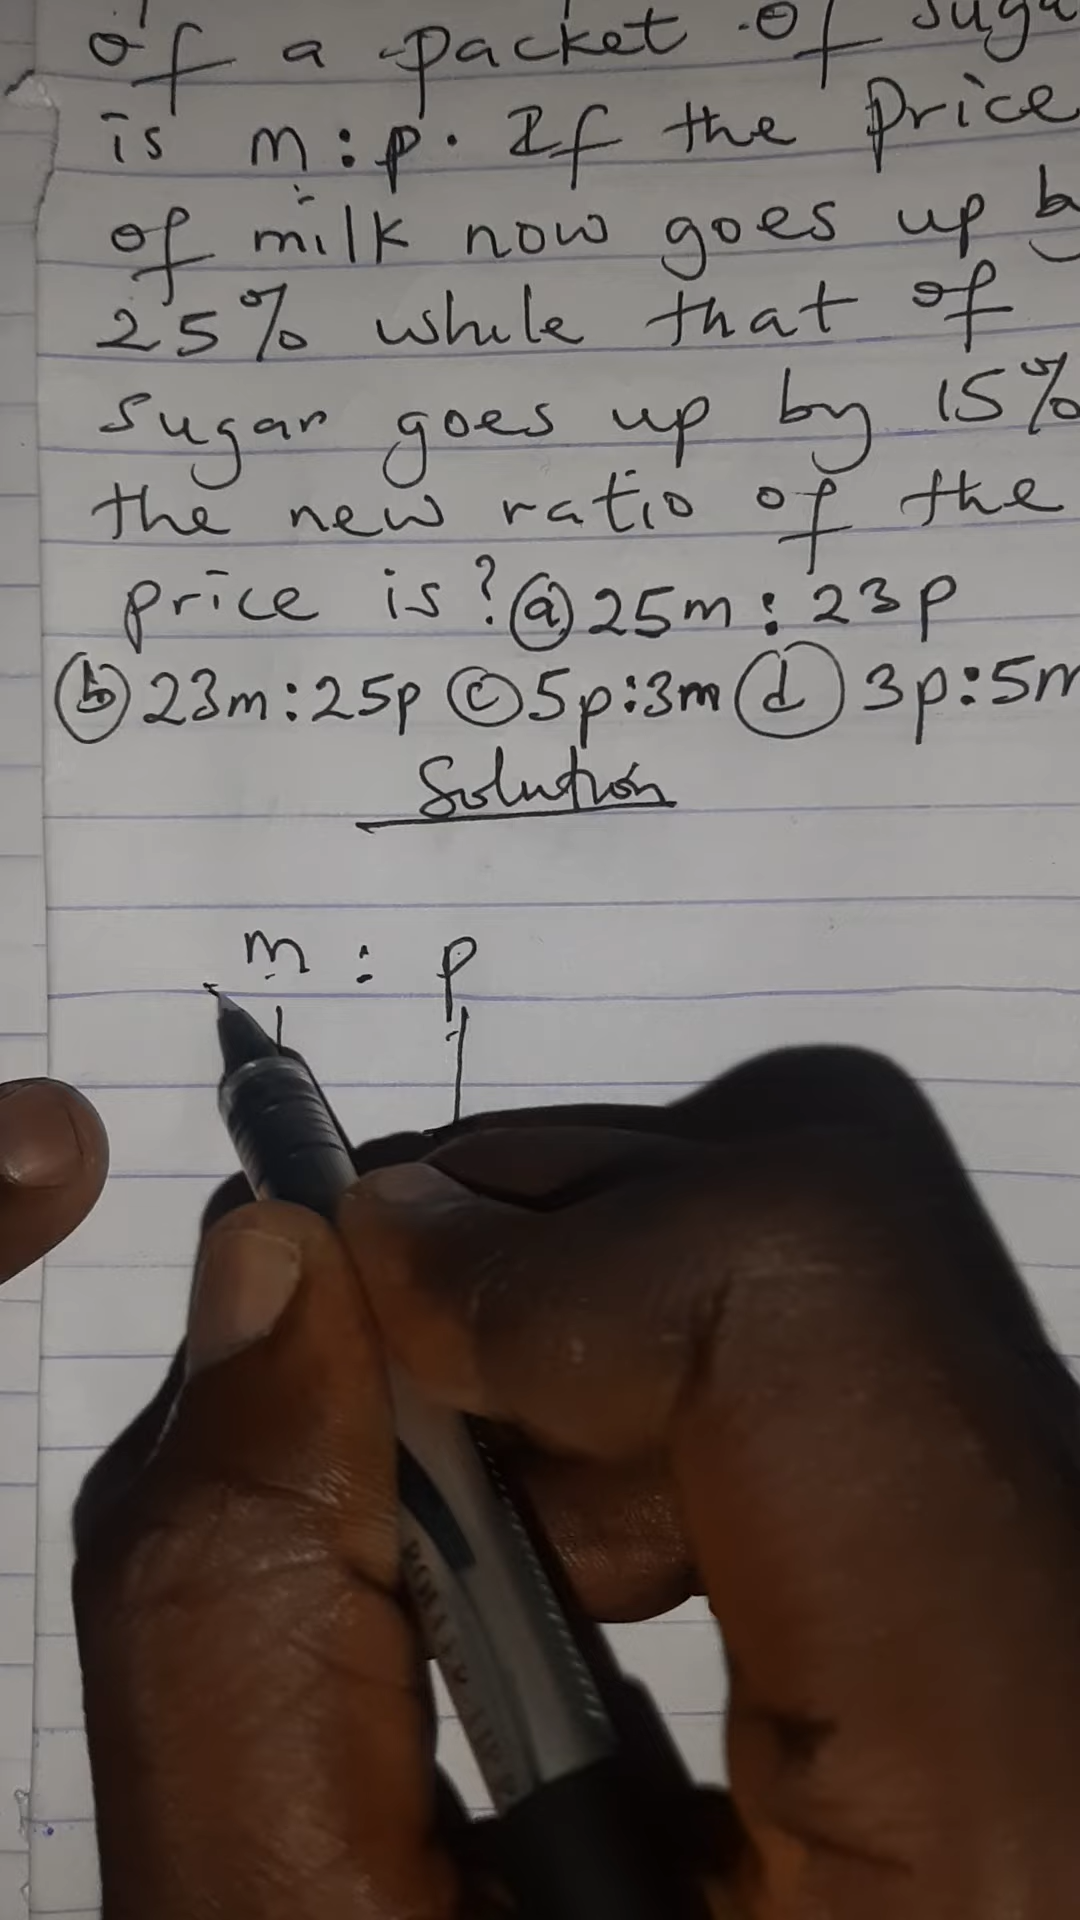 of a packet of suga
is m:p. If the Price
of milk now goes up b
25% while that of
Sugar goes up by 15%
the new ratio of the
price is? (a) 25m : 23p
(b) 23m : 25p (c) 5p:3m (d) 3p:5m
Solution
m : p